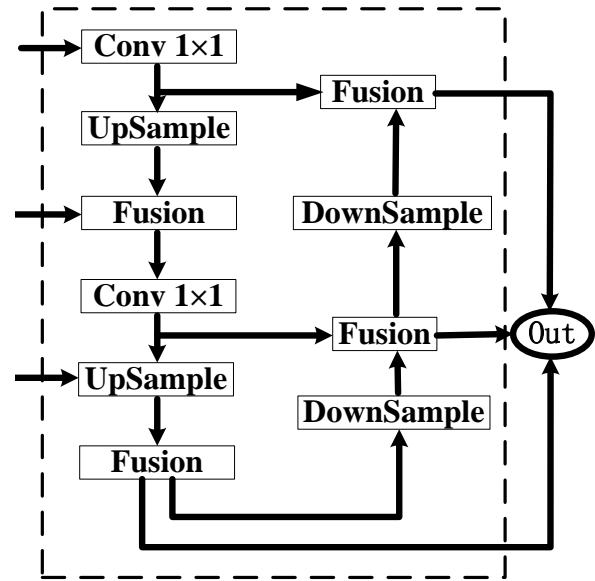 Conv 1×1
Fusion
UpSample
Fusion
DownSample
Conv 1×1
Fusion
Out
UpSample
DownSample
Fusion